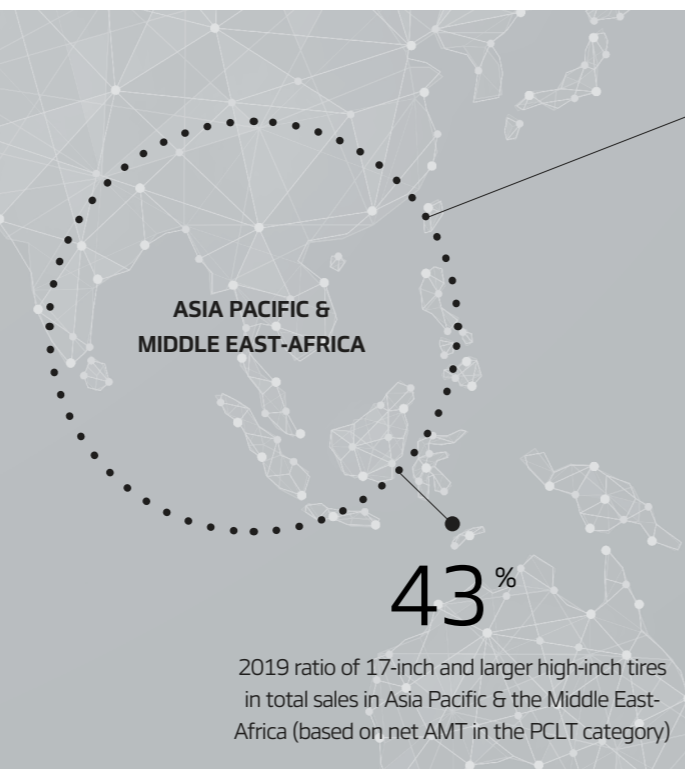 ASIA PACIFIC &
MIDDLE EAST-AFRICA
43%
2019 ratio of 17-inch and larger high-inch tires
in total sales in Asia Pacific & the Middle East-
Africa (based on net AMT in the PCLT category)